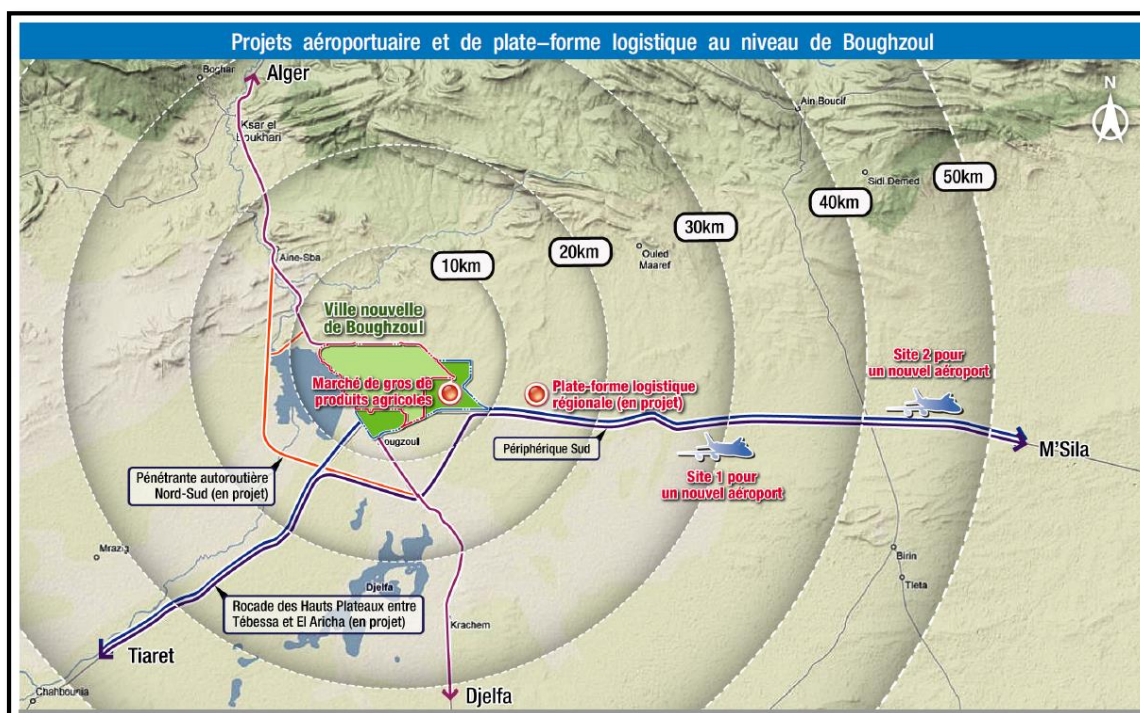 Projets aéroportuaire et de plate-forme logistique au niveau de Boughzoul
Boghar
Alger
N
Ain Boucif
Ksar el
Boukhari
Sidi Demed
50km
40km
30km
Ouled
Maaref
20km
Aine-Sba
10km
Ville nouvelle
de Boughzoul
Site 2 pour
un nouvel aéroport
Marché de gros de
produits agricoles
Plate-forme logistique
régionale (en projet)
ougzoul
Périphérique Sud
M'Sila
Site 1 pour
un nouvel aéroport
Pénétrante autoroutière
Nord-Sud (en projet)
Mrazig
Birin
Tleta
Djelfa
Rocade des Hauts Plateaux entre
Tébessa et El Aricha (en projet)
Krachem
Tiaret
Chahbounia
Djelfa